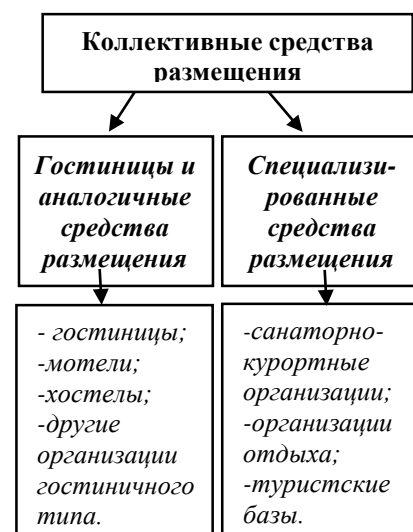 Коллективные средства
размещения
Гостиницы и
аналогичные
средства
размещения
Специализи-
рованные
средства
размещения
- гостиницы;
-мотели;
-хостелы;
-другие
организации
гостиничного
типа.
-санаторно-
курортные
организации;
-организации
отдыха;
-туристские
базы.